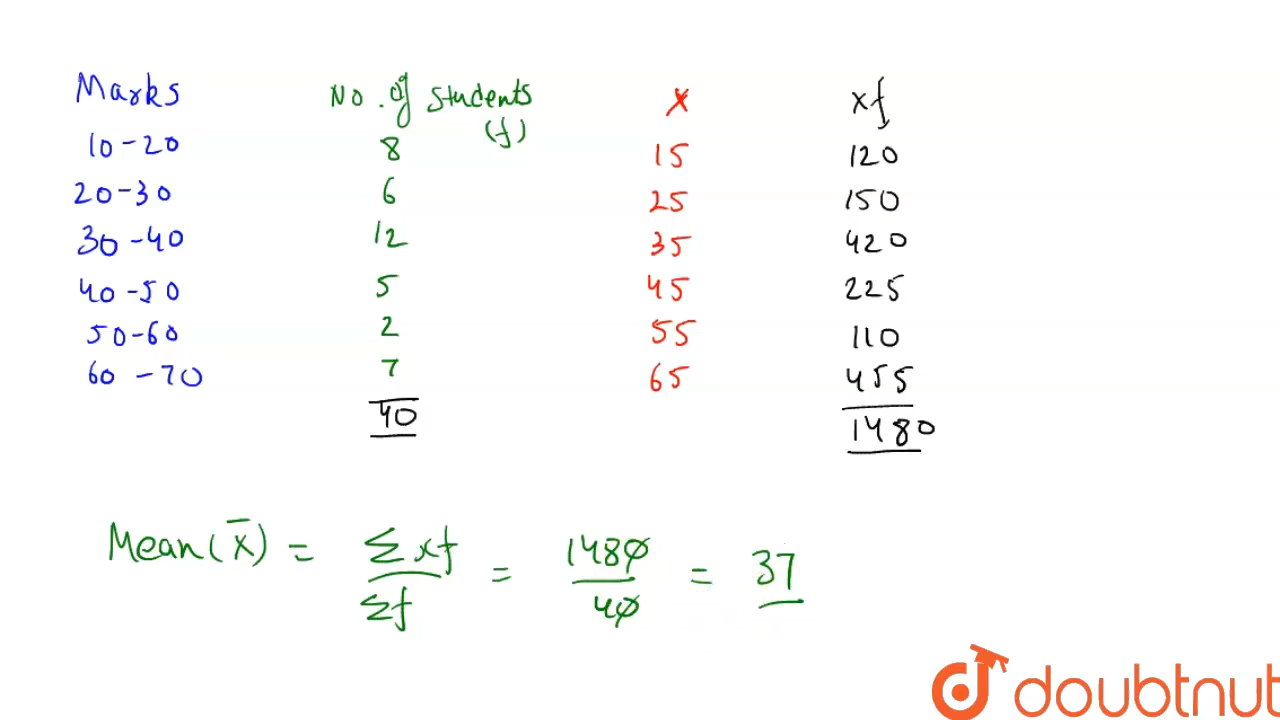 Marks No. of students (f) x xf
10-20 8 15 120
20-30 6 25 150
30-40 12 35 420
40-50 5 45 225
50-60 2 55 110
60-70 7 65 455
40 1480
Mean (x̄) = Σxf / Σf = 1480 / 40 = 37
doubtnut